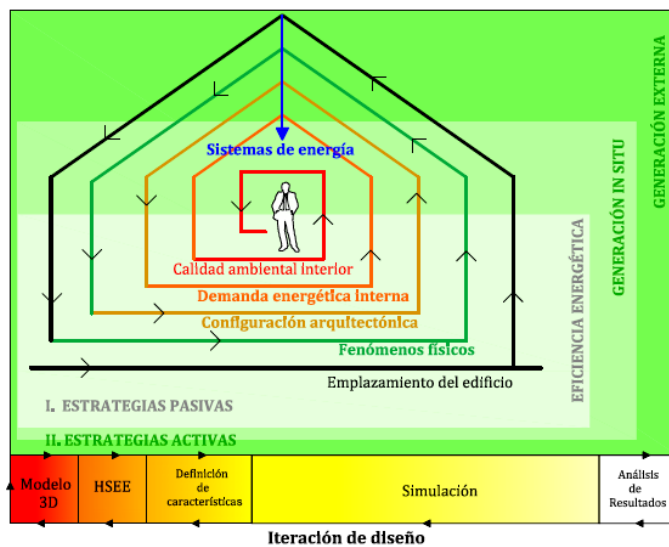 Sistemas de energía
Calidad ambiental interior
Demanda energética interna
Configuración arquitectónica
Fenómenos físicos
Emplazamiento del edificio
I. ESTRATEGIAS PASIVAS
II. ESTRATEGIAS ACTIVAS
EFICIENCIA ENERGÉTICA
GENERACIÓN IN SITU
GENERACIÓN EXTERNA
Modelo
3D
HSEE
Definición
de
características
Simulación
Análisis
de
Resultados
Iteración de diseño